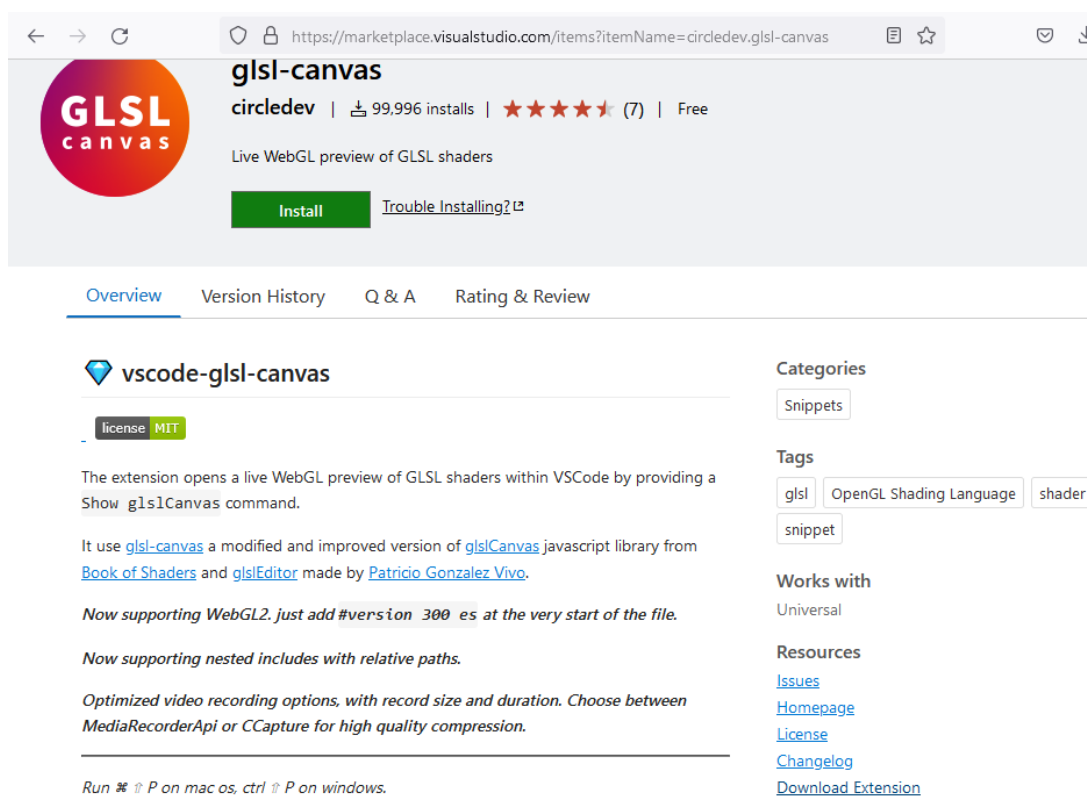 https://marketplace.visualstudio.com/items?itemName=circledev.glsl-canvas
GLSL
canvas
glsl-canvas
circledev | 99,996 installs | (7) | Free
Live WebGL preview of GLSL shaders
Install Trouble Installing?
Overview Version History Q & A Rating & Review
vscode-glsl-canvas
license MIT
The extension opens a live WebGL preview of GLSL shaders within VSCode by providing a
Show glslCanvas command.
It use glsl-canvas a modified and improved version of glslCanvas javascript library from
Book of Shaders and glslEditor made by Patricio Gonzalez Vivo.
Now supporting WebGL2. just add #version 300 es at the very start of the file.
Now supporting nested includes with relative paths.
Optimized video recording options, with record size and duration. Choose between
MediaRecorderApi or CCapture for high quality compression.
Run ⌘ ⇧ P on mac os, ctrl ⇧ P on windows.
Categories
Snippets
Tags
glsl OpenGL Shading Language shader
snippet
Works with
Universal
Resources
Issues
Homepage
License
Changelog
Download Extension